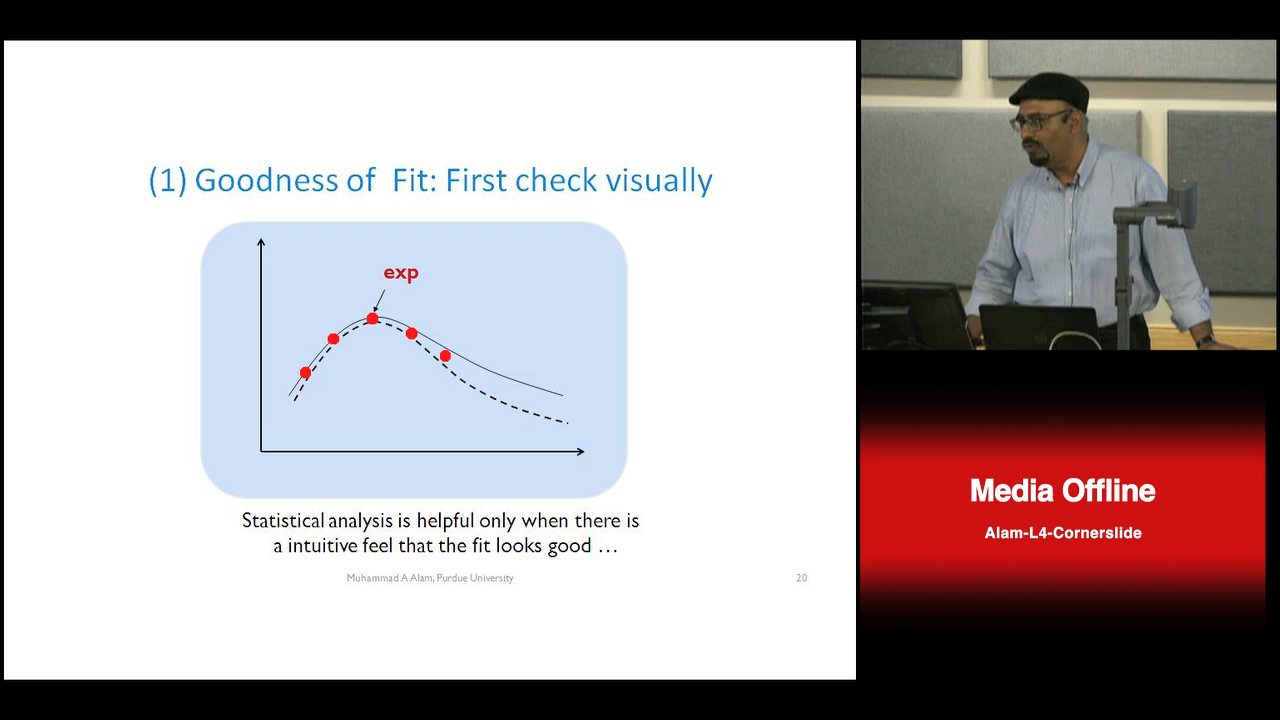 (1) Goodness of Fit: First check visually
exp
Statistical analysis is helpful only when there is
a intuitive feel that the fit looks good …
Muhammad A Alam, Purdue University
20
Media Offline
Alam-L4-Cornerslide